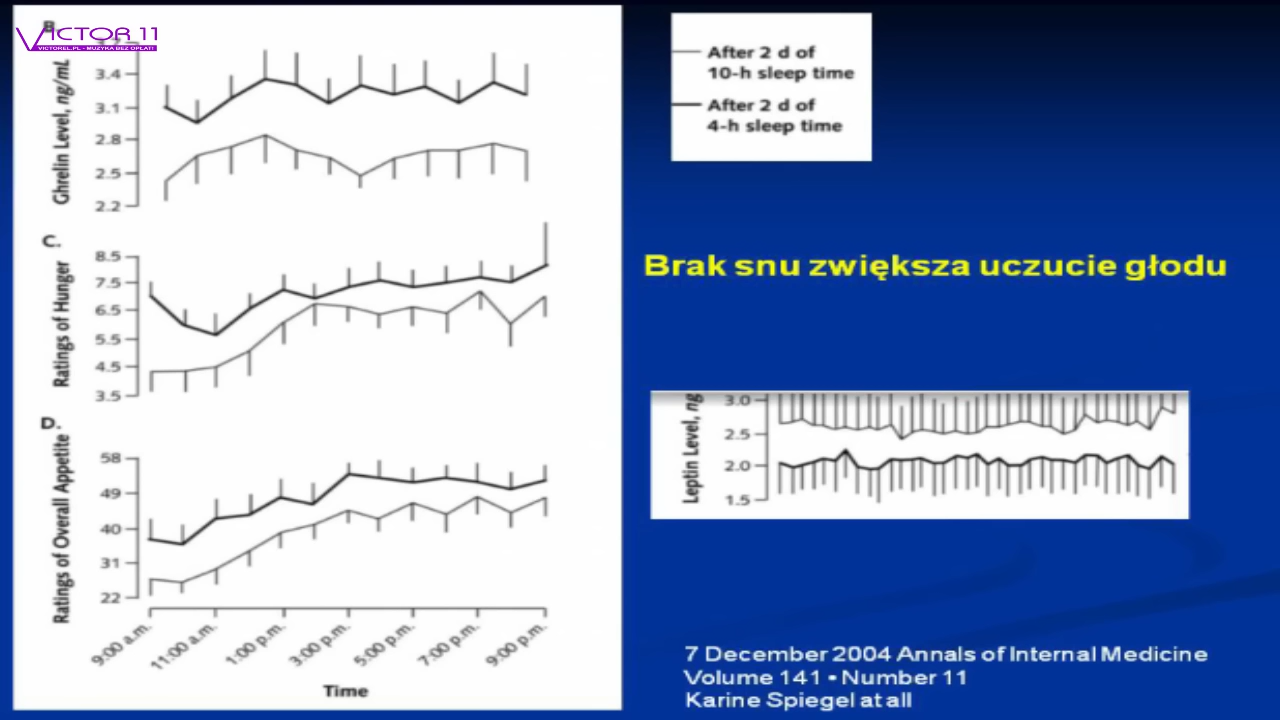 B.
VICTOR 11
VICTOREL.PL - MUZYKA BEZ OPŁAT!
3.7
3.4
3.1
2.8
2.5
2.2
Ghrelin Level, ng/mL
C.
8.5
7.5
6.5
5.5
4.5
3.5
Ratings of Hunger
D.
58
49
40
31
22
Ratings of Overall Appetite
9:00 a.m.
11:00 a.m.
1:00 p.m.
3:00 p.m.
5:00 p.m.
7:00 p.m.
9:00 p.m.
Time
After 2 d of
10-h sleep time
After 2 d of
4-h sleep time
Brak snu zwiększa uczucie głodu
3.0
2.5
2.0
1.5
Leptin Level, ng
7 December 2004 Annals of Internal Medicine
Volume 141 • Number 11
Karine Spiegel at all